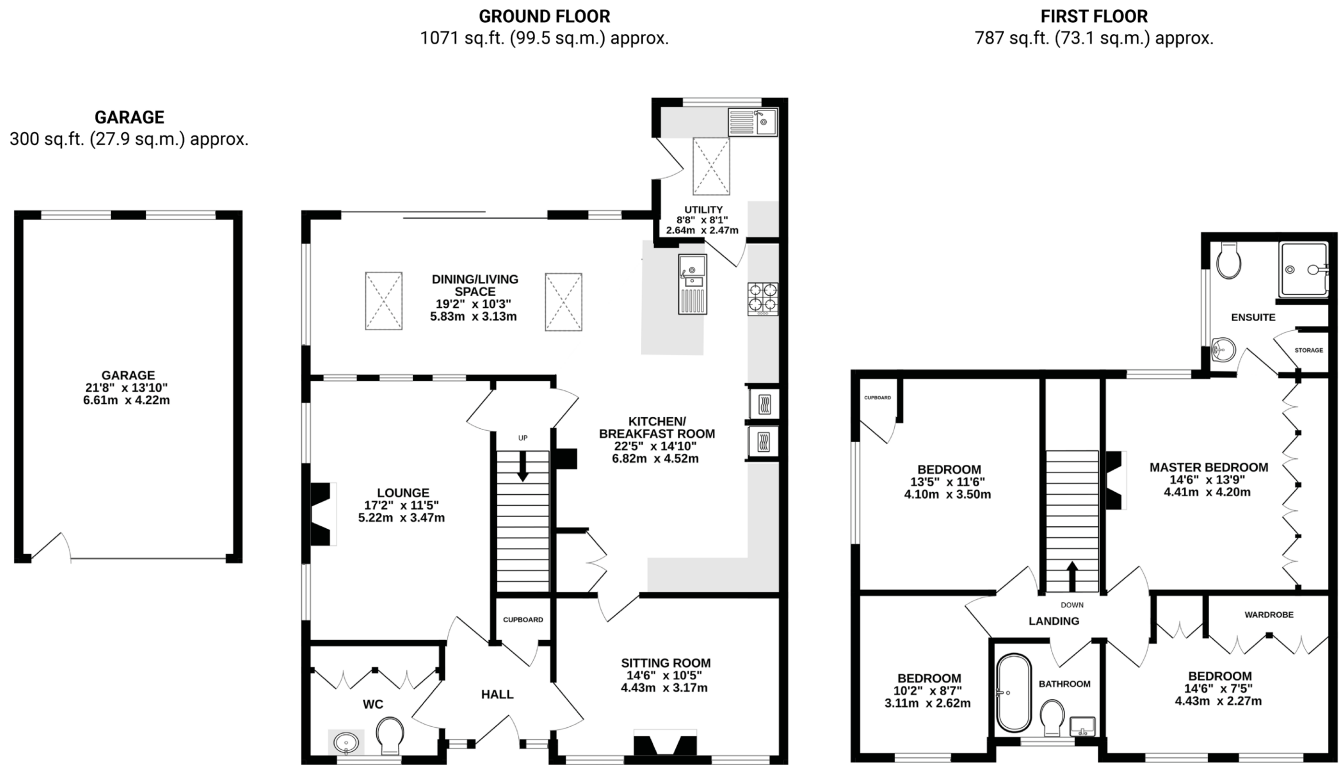 GARAGE
300 sq.ft. (27.9 sq.m.) approx.
GARAGE
21'8" x 13'10"
6.61m x 4.22m
GROUND FLOOR
1071 sq.ft. (99.5 sq.m.) approx.
UTILITY
8'8" x 8'1"
2.64m x 2.47m
DINING/LIVING
SPACE
19'2" x 10'3"
5.83m x 3.13m
KITCHEN/
BREAKFAST ROOM
22'5" x 14'10"
6.82m x 4.52m
UP
LOUNGE
17'2" x 11'5"
5.22m x 3.47m
CUPBOARD
SITTING ROOM
14'6" x 10'5"
4.43m x 3.17m
HALL
WC
FIRST FLOOR
787 sq.ft. (73.1 sq.m.) approx.
ENSUITE
STORAGE
CUPBOARD
BEDROOM
13'5" x 11'6"
4.10m x 3.50m
MASTER BEDROOM
14'6" x 13'9"
4.41m x 4.20m
DOWN
LANDING
WARDROBE
BEDROOM
10'2" x 8'7"
3.11m x 2.62m
BATHROOM
BEDROOM
14'6" x 7'5"
4.43m x 2.27m